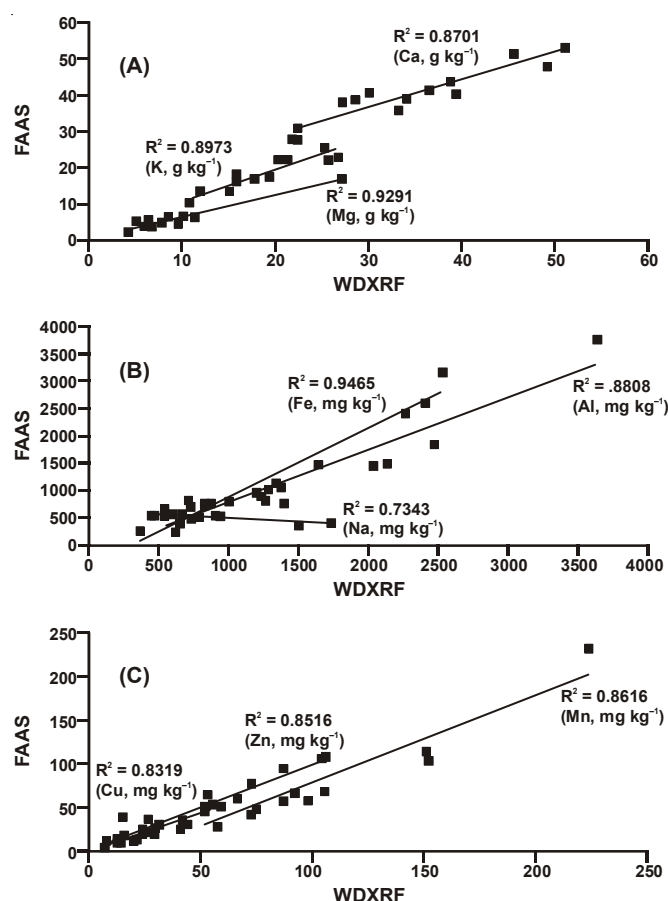 (A)
FAAS
60
50
40
30
20
10
0
R² = 0.8701
(Ca, g kg⁻¹)
R² = 0.8973
(K, g kg⁻¹)
R² = 0.9291
(Mg, g kg⁻¹)
0 10 20 30 40 50 60
WDXRF
(B)
FAAS
4000
3500
3000
2500
2000
1500
1000
500
0
R² = 0.9465
(Fe, mg kg⁻¹)
R² = .8808
(Al, mg kg⁻¹)
R² = 0.7343
(Na, mg kg⁻¹)
0 500 1000 1500 2000 2500 3000 3500 4000
WDXRF
(C)
FAAS
250
200
150
100
50
0
R² = 0.8516
(Zn, mg kg⁻¹)
R² = 0.8616
(Mn, mg kg⁻¹)
R² = 0.8319
(Cu, mg kg⁻¹)
0 50 100 150 200 250
WDXRF